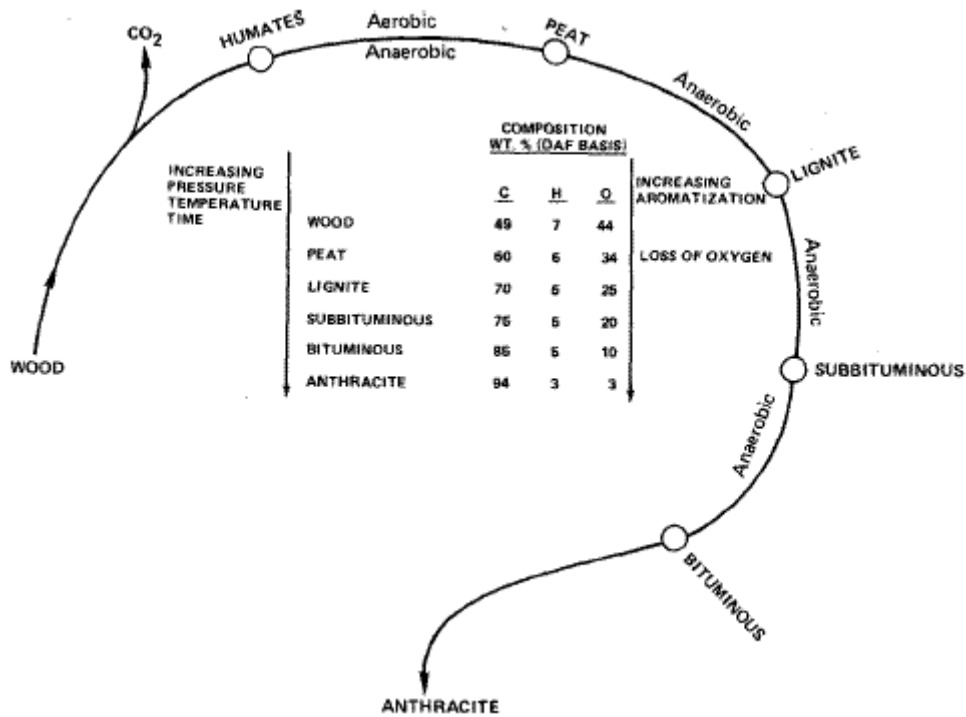 CO2
HUMATES
Aerobic
Anaerobic
PEAT
Anaerobic
LIGNITE
Anaerobic
SUBBITUMINOUS
Anaerobic
BITUMINOUS
ANTHRACITE
WOOD
INCREASING
PRESSURE
TEMPERATURE
TIME
COMPOSITION
WT. % (DAF BASIS)
C H O
WOOD 49 7 44
PEAT 60 6 34
LIGNITE 70 5 25
SUBBITUMINOUS 75 5 20
BITUMINOUS 85 5 10
ANTHRACITE 94 3 3
INCREASING
AROMATIZATION
LOSS OF OXYGEN